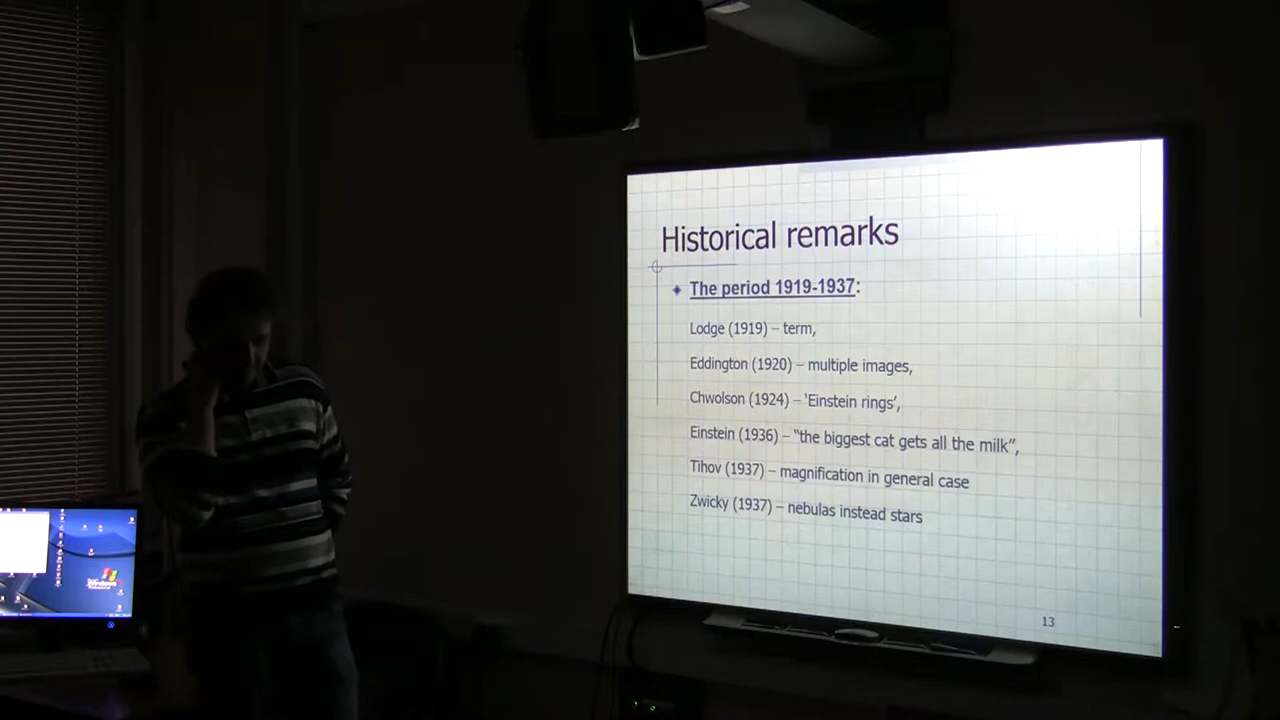 Historical remarks
The period 1919-1937:
Lodge (1919) – term,
Eddington (1920) – multiple images,
Chwolson (1924) – ‘Einstein rings’,
Einstein (1936) – “the biggest cat gets all the milk”,
Tihov (1937) – magnification in general case
Zwicky (1937) – nebulas instead stars
13
Windows